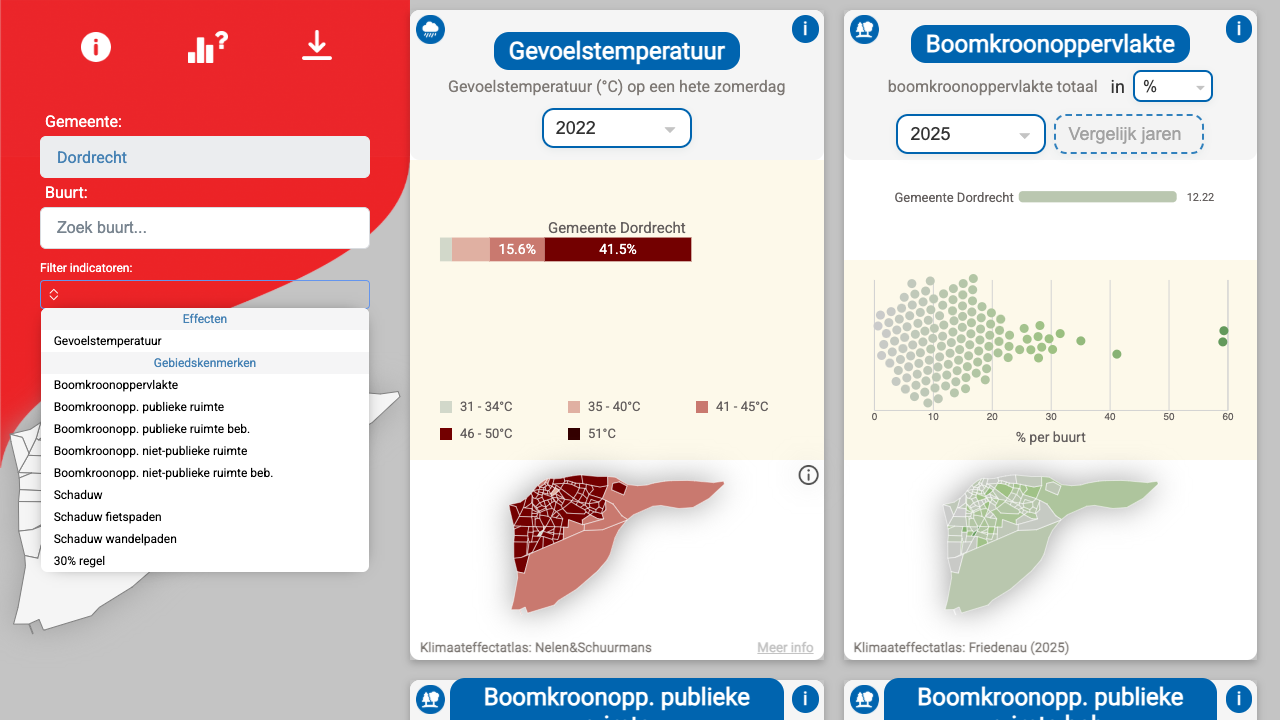 Gemeente:
Dordrecht
Buurt:
Zoek buurt...
Filter indicatoren:
Effecten
Gevoelstemperatuur
Gebiedskenmerken
Boomkroonoppervlakte
Boomkroonopp. publieke ruimte
Boomkroonopp. publieke ruimte beb.
Boomkroonopp. niet-publieke ruimte
Boomkroonopp. niet-publieke ruimte beb.
Schaduw
Schaduw fietspaden
Schaduw wandelpaden
30% regel
Gevoelstemperatuur
Gevoelstemperatuur (°C) op een hete zomerdag
2022
Gemeente Dordrecht
15.6% 41.5%
31 - 34°C 35 - 40°C 41 - 45°C
46 - 50°C 51°C
Klimaateffectatlas: Nelen&Schuurmans Meer info
Boomkroonoppervlakte
boomkroonoppervlakte totaal in %
2025 Vergelijk jaren
Gemeente Dordrecht 12.22
0 10 20 30 40 50 60
% per buurt
Klimaateffectatlas: Friedenau (2025)
Boomkroonopp. publieke
Boomkroonopp. publieke